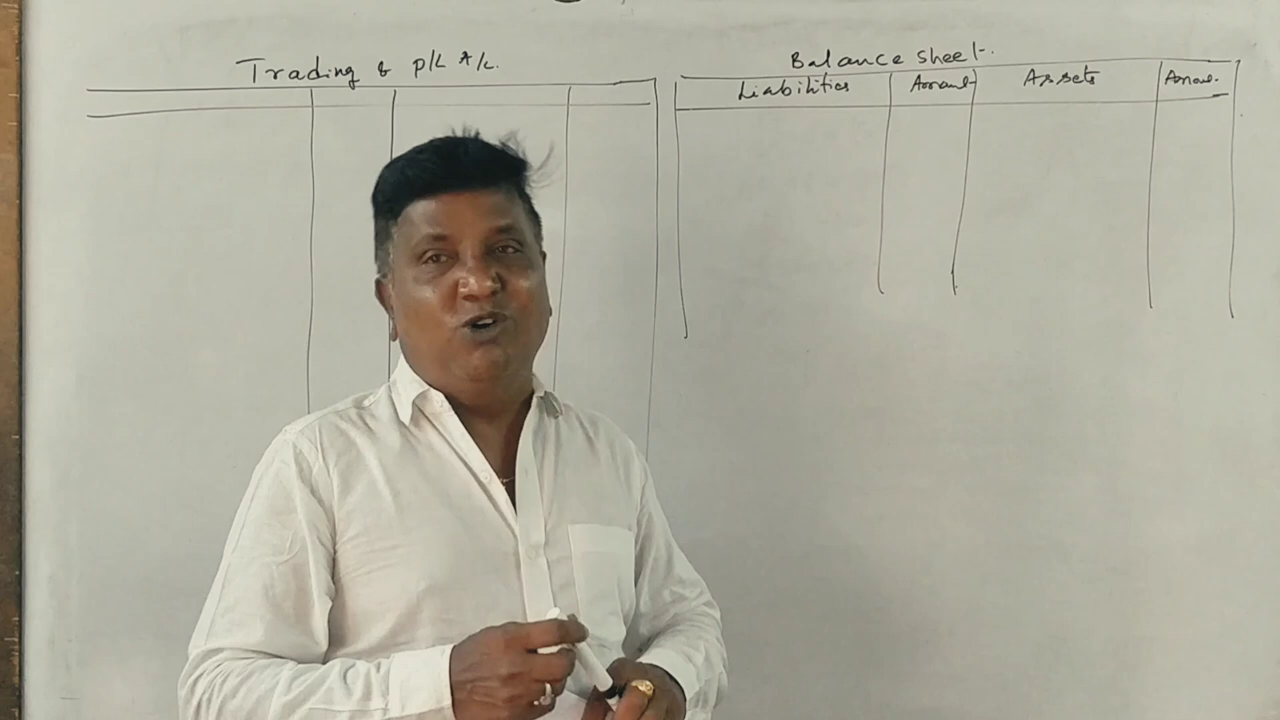 Trading & P/L A/c.
Balance Sheet.
Liabilities Amount Assets Amou.